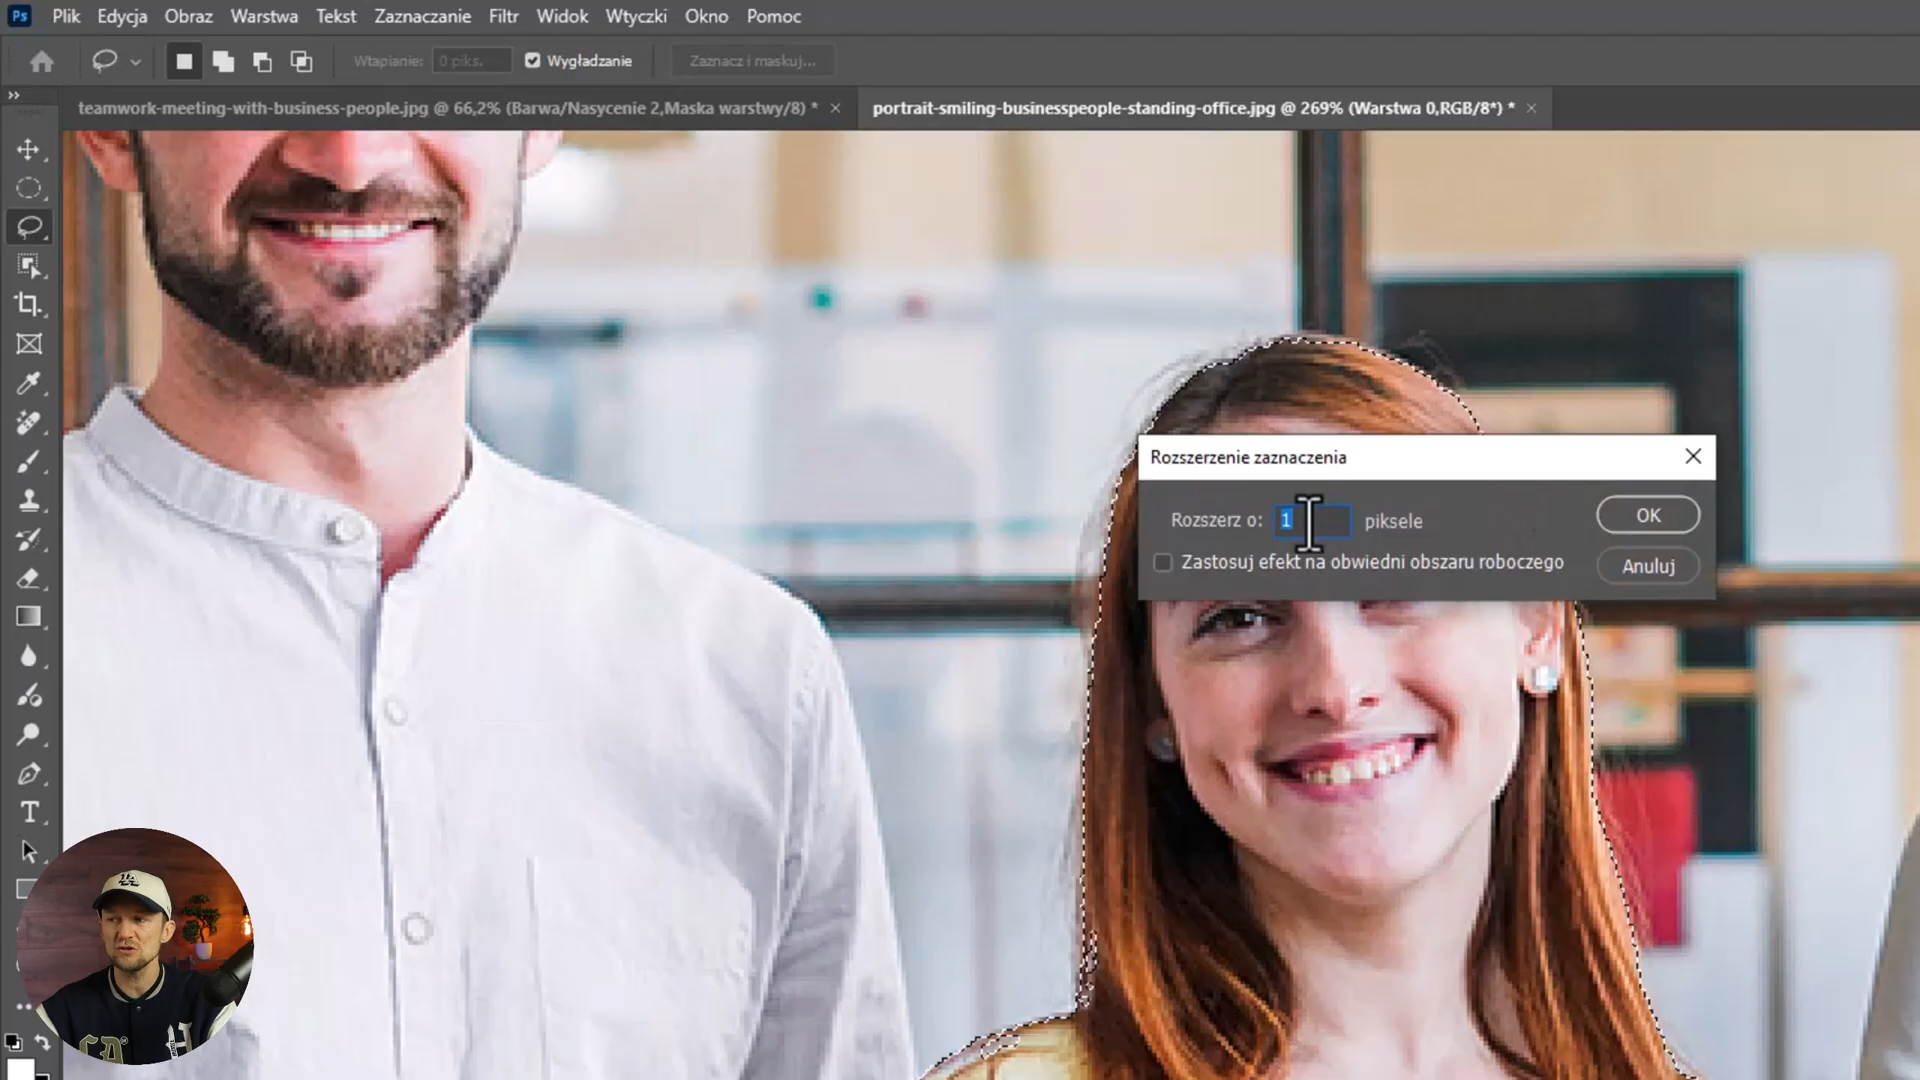 Ps Plik Edycja Obraz Warstwa Tekst Zaznaczanie Filtr Widok Wtyczki Okno Pomoc
Wtapianie: 0 piks. Wygładzanie Zaznacz i maskuj...
teamwork-meeting-with-business-people.jpg @ 66,2% (Barwa/Nasycenie 2,Maska warstwy/8) * portrait-smiling-businesspeople-standing-office.jpg @ 269% (Warstwa 0,RGB/8*) *
Rozszerzenie zaznaczenia
Rozszerz o: 1 piksele OK
Zastosuj efekt na obwiedni obszaru roboczego Anuluj